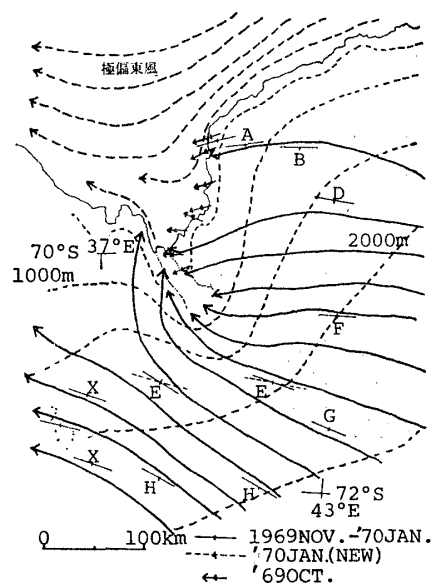 極偏東風
A
B
D
2000m
70°S
37°E
1000m
F
E
E
X
G
X
H
H
72°S
43°E
0
100km
1969NOV.-'70JAN.
'70JAN.(NEW)
'69OCT.